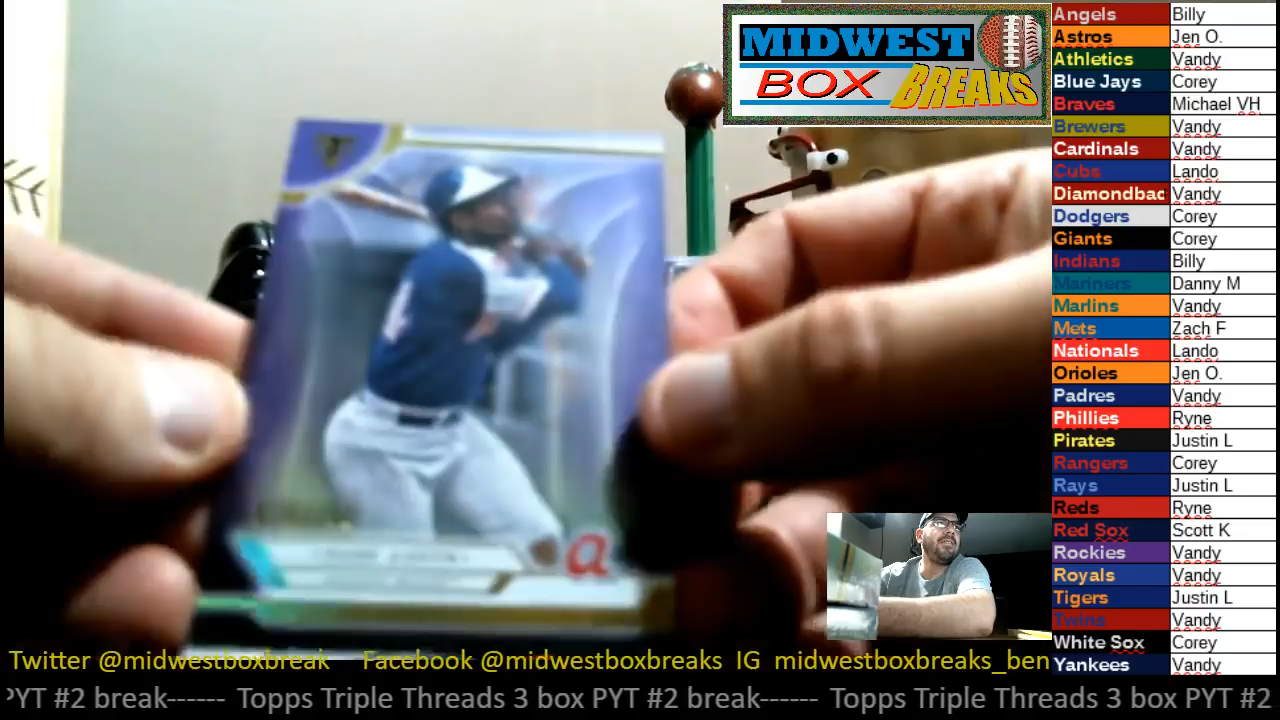 MIDWEST
BOX BREAKS
Angels Billy
Astros Jen O.
Athletics Vandy
Blue Jays Corey
Braves Michael VH
Brewers Vandy
Cardinals Vandy
Cubs Lando
Diamondbac Vandy
Dodgers Corey
Giants Corey
Indians Billy
Mariners Danny M
Marlins Vandy
Mets Zach F
Nationals Lando
Orioles Jen O.
Padres Vandy
Phillies Ryne
Pirates Justin L
Rangers Corey
Rays Justin L
Reds Ryne
Red Sox Scott K
Rockies Vandy
Royals Vandy
Tigers Justin L
Twins Vandy
White Sox Corey
Yankees Vandy
a
Twitter @midwestboxbreak Facebook @midwestboxbreaks IG midwestboxbreaks_ben
PYT #2 break------ Topps Triple Threads 3 box PYT #2 break------ Topps Triple Threads 3 box PYT #2